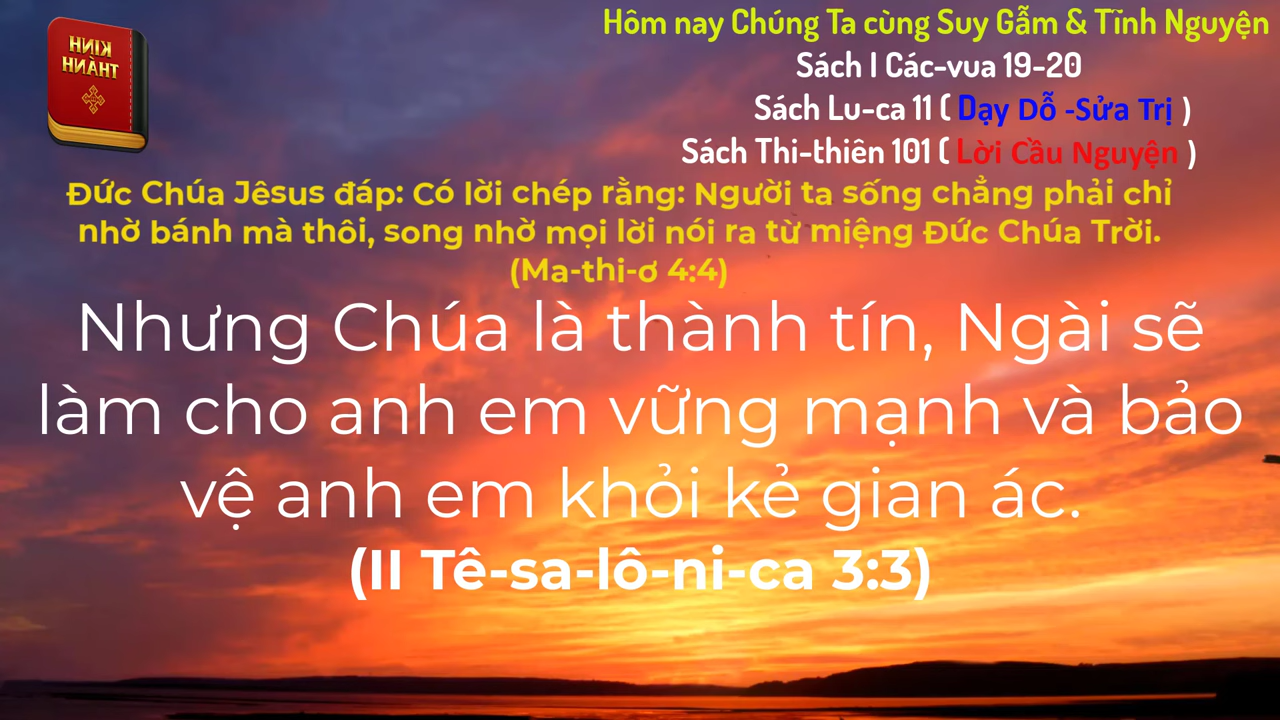 KINH
THÀNH
Hôm nay Chúng Ta cùng Suy Gẫm & Tĩnh Nguyện
Sách I Các-vua 19-20
Sách Lu-ca 11 ( Dạy Dỗ -Sửa Trị )
Sách Thi-thiên 101 ( Lời Cầu Nguyện )
Đức Chúa Jêsus đáp: Có lời chép rằng: Người ta sống chẳng phải chỉ
nhờ bánh mà thôi, song nhờ mọi lời nói ra từ miệng Đức Chúa Trời.
(Ma-thi-ơ 4:4)
Nhưng Chúa là thành tín, Ngài sẽ
làm cho anh em vững mạnh và bảo
vệ anh em khỏi kẻ gian ác.
(II Tê-sa-lô-ni-ca 3:3)